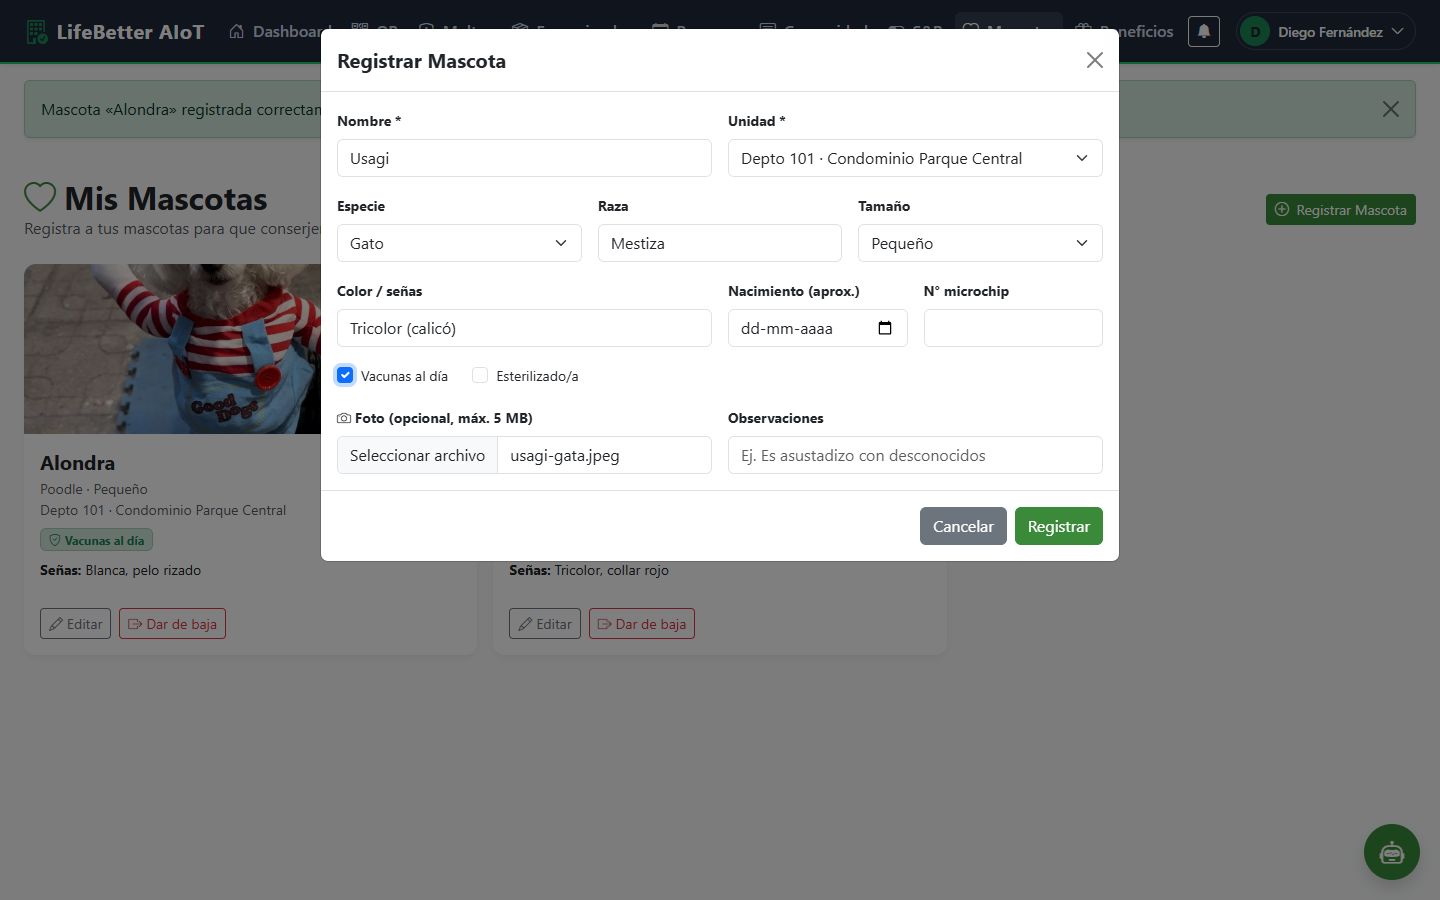 LifeBetter AIoT
Diego Fernández
D
Mascota «Alondra» registrada
Mis Mascotas
Registra a tus mascotas para que
Registrar Mascota
Registrar Mascota
Nombre *
Unidad *
Usagi
Depto 101 · Condominio Parque Central
Especie
Raza
Tamaño
Gato
Mestiza
Pequeño
Color / señas
Nacimiento (aprox.)
N° microchip
Tricolor (calicó)
dd-mm-aaaa
Vacunas al día
Esterilizado/a
Foto (opcional, máx. 5 MB)
Observaciones
Seleccionar archivo
usagi-gata.jpeg
Ej. Es asustadizo con desconocidos
Cancelar
Registrar
Good Dogs
Alondra
Poodle · Pequeño
Depto 101 · Condominio Parque Central
Vacunas al día
Señas: Blanca, pelo rizado
Editar
Dar de baja
Señas: Tricolor, collar rojo
Editar
Dar de baja